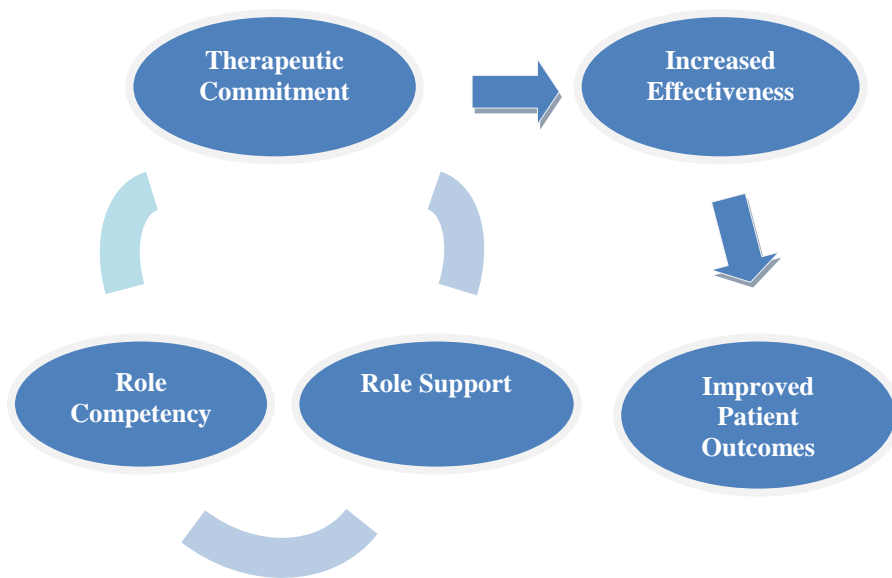 Therapeutic
Commitment
Increased
Effectiveness
Role
Competency
Role Support
Improved
Patient
Outcomes